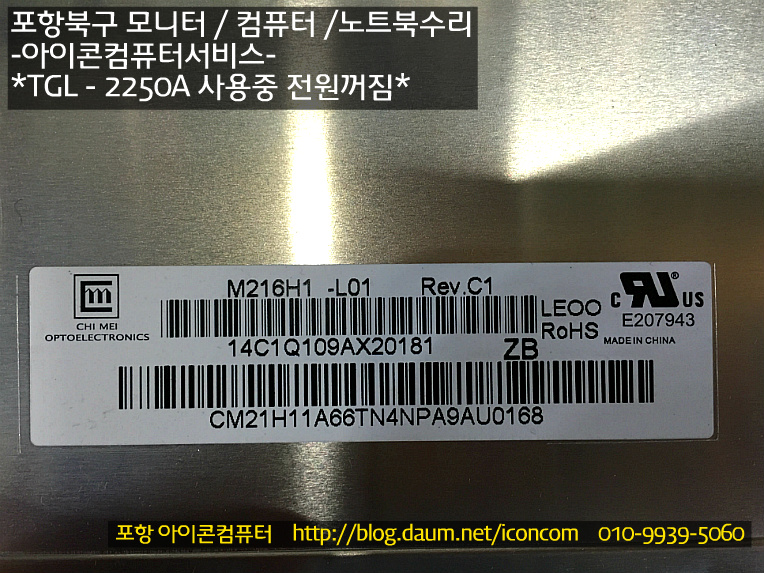 포항북구 모니터 / 컴퓨터 /노트북수리
-아이콘컴퓨터서비스-
*TGL - 2250A 사용중 전원꺼짐*
M216H1 -L01 Rev.C1
CHI MEI
OPTOELECTRONICS
LEOO
RoHS
C RU ® US
E207943
MADE IN CHINA
14C1Q109AX20181 ZB
CM21H11A66TN4NPA9AU0168
포항 아이콘컴퓨터 http://blog.daum.net/iconcom 010-9939-5060